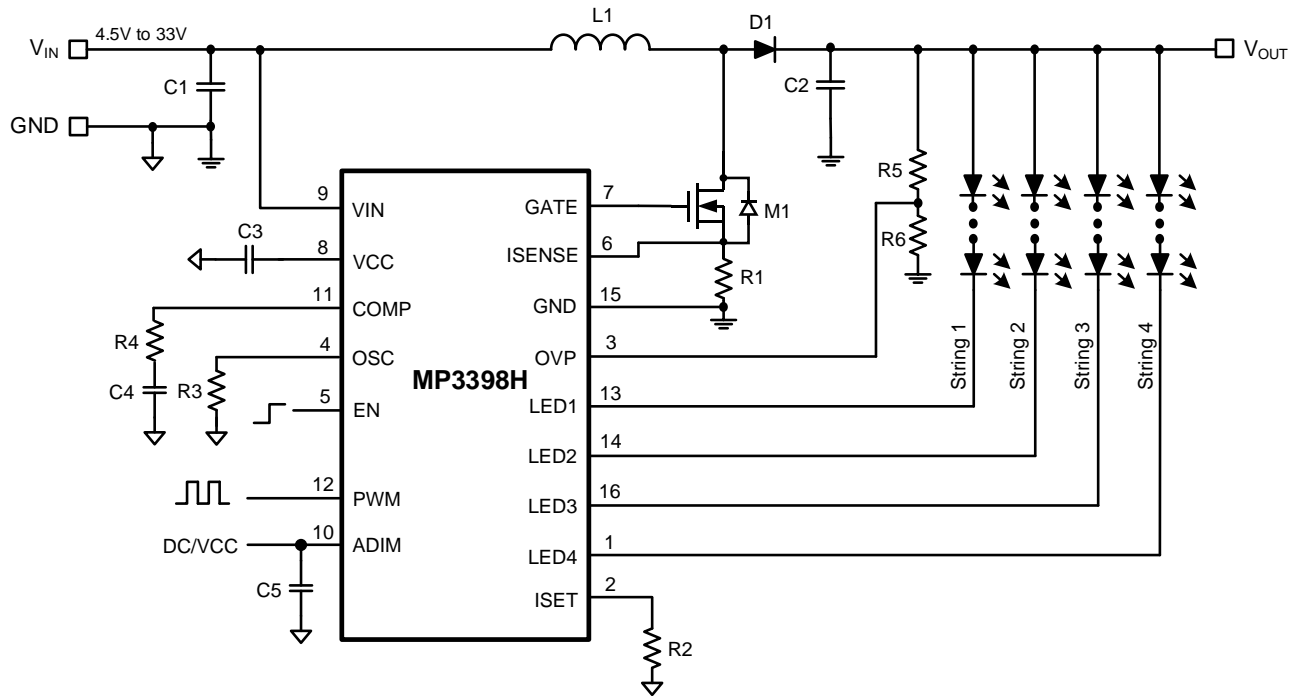 L1
D1
VIN 4.5V to 33V
VOUT
C1
C2
GND
R5
R6
MP3398H
9 VIN
8 VCC
C3
11 COMP
R4
C4
4 OSC
R3
5 EN
12 PWM
10 ADIM
DC/VCC
C5
GATE 7
M1
ISENSE 6
R1
GND 15
OVP 3
LED1 13
LED2 14
LED3 16
LED4 1
ISET 2
R2
String 1
String 2
String 3
String 4